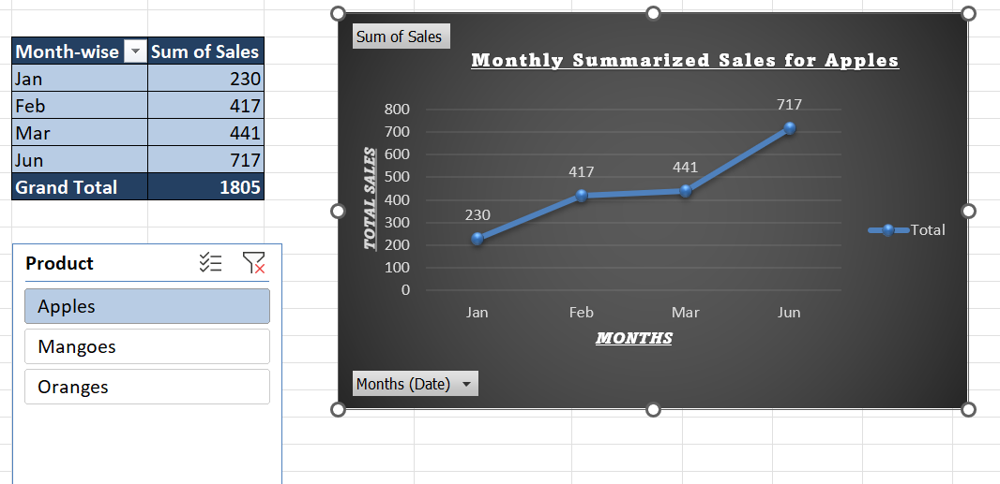 Month-wise Sum of Sales
Jan 230
Feb 417
Mar 441
Jun 717
Grand Total 1805
Product
Apples
Mangoes
Oranges
Sum of Sales
Monthly Summarized Sales for Apples
TOTAL SALES
800
700
600
500
400
300
200
100
0
230
417
441
717
Jan Feb Mar Jun
MONTHS
Total
Months (Date)